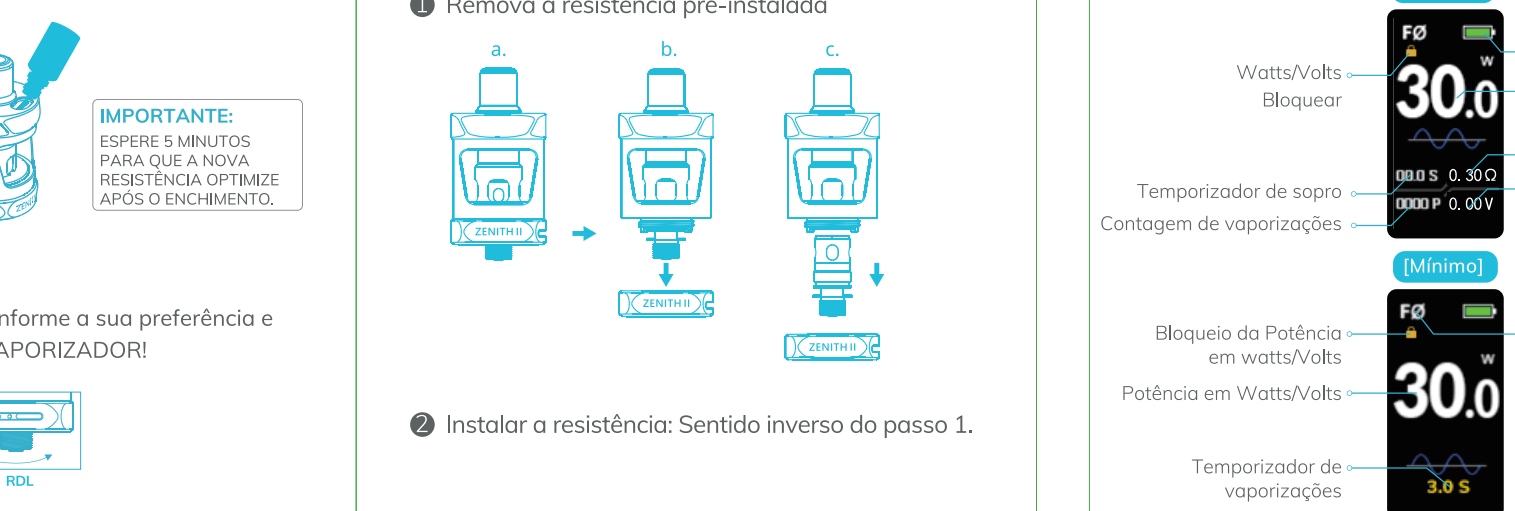 IMPORTANTE:
ESPERE 5 MINUTOS
PARA QUE A NOVA
RESISTÊNCIA OPTIMIZE
APÓS O ENCHIMENTO.
nforme a sua preferência e
APORIZADOR!
RDL
1 Remova a resistência pré-instalada
a.
b.
c.
ZENITH II
ZENITH II
ZENITH II
2 Instalar a resistência: Sentido inverso do passo 1.
Watts/Volts
Bloquear
Temporizador de sopro
Contagem de vaporizações
FØ
W
30.0
00.0 S 0.30Ω
0000 P 0.00V
[Mínimo]
Bloqueio da Potência
em watts/Volts
Potência em Watts/Volts
Temporizador de
vaporizações
FØ
W
30.0
3.0 S